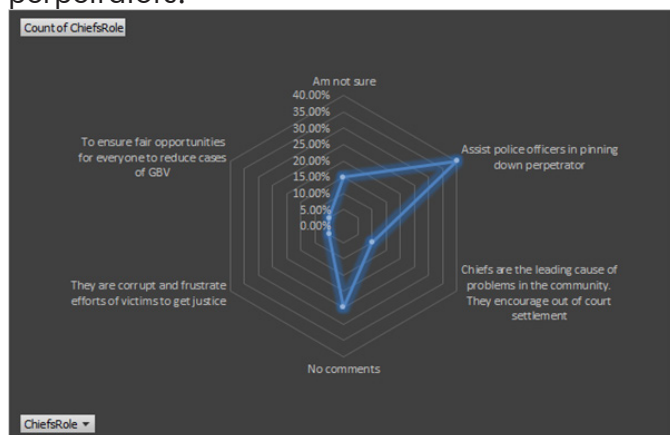 perpetrators.
Count of ChiefsRole
Am not sure
40.00%
35.00%
30.00%
25.00%
20.00%
15.00%
10.00%
5.00%
0.00%
To ensure fair opportunities
for everyone to reduce cases
of GBV
Assist police officers in pinning
down perpetrator
They are corrupt and frustrate
efforts of victims to get justice
Chiefs are the leading cause of
problems in the community.
They encourage out of court
settlement
No comments
ChiefsRole